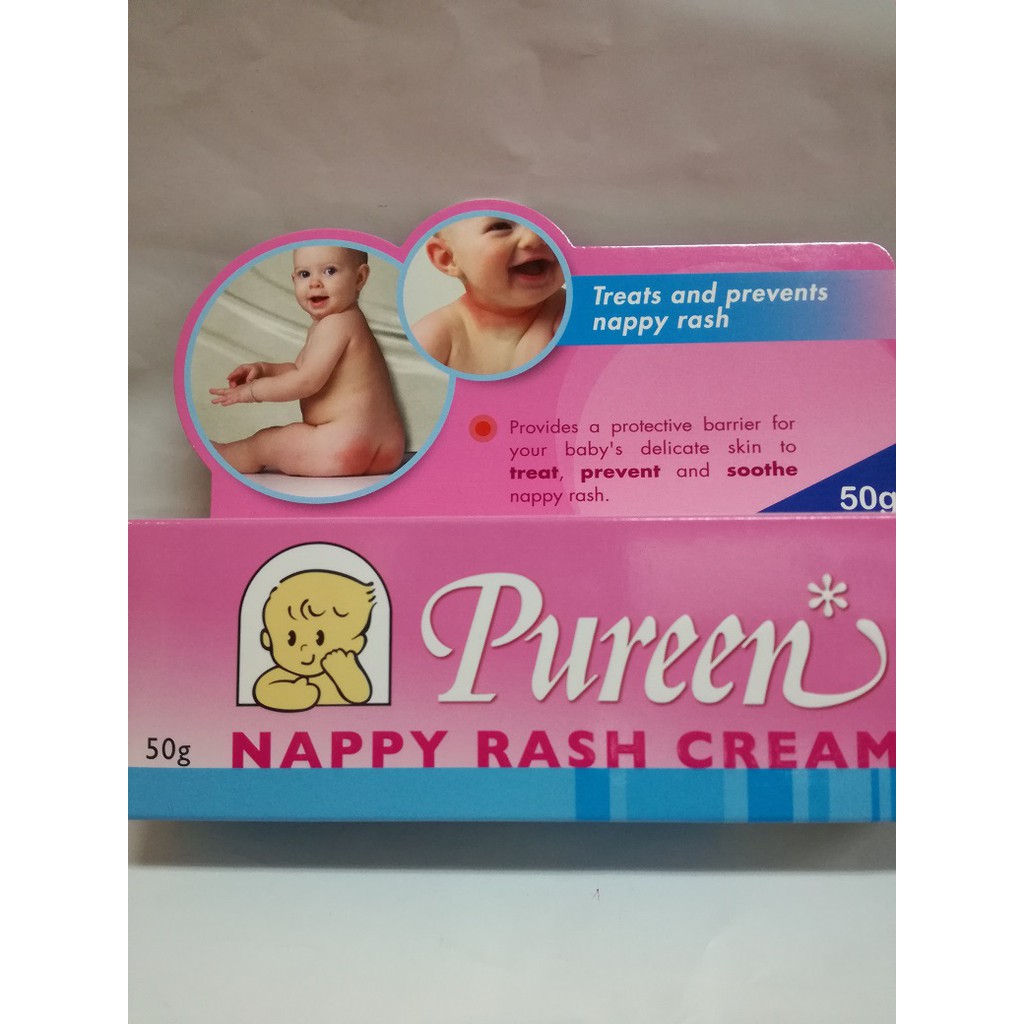 Treats and prevents
nappy rash
Provides a protective barrier for
your baby's delicate skin to
treat, prevent and soothe
nappy rash.
50g
Pureen
50g
NAPPY RASH CREAM